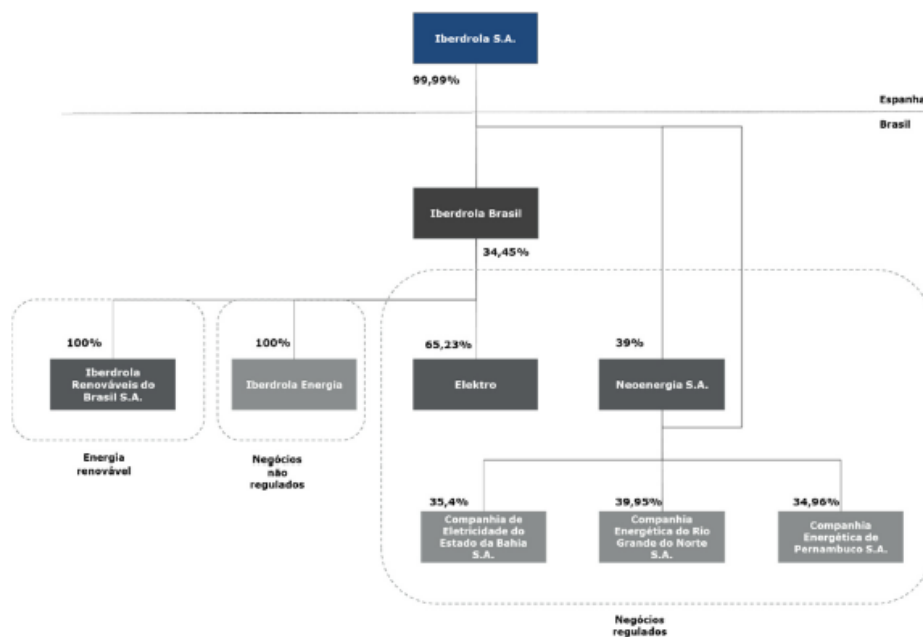 Iberdrola S.A.
99,99%
Espanha
Brasil
Iberdrola Brasil
34,45%
100%
100%
65,23%
39%
Iberdrola
Renováveis do
Brasil S.A.
Iberdrola Energia
Elektro
Neoenergia S.A.
Energia
renovável
Negócios
não
regulados
35,4%
39,95%
34,96%
Companhia de
Eletricidade do
Estado da Bahia
S.A.
Companhia
Energética do Rio
Grande do Norte
S.A.
Companhia
Energética de
Pernambuco S.A.
Negócios
regulados